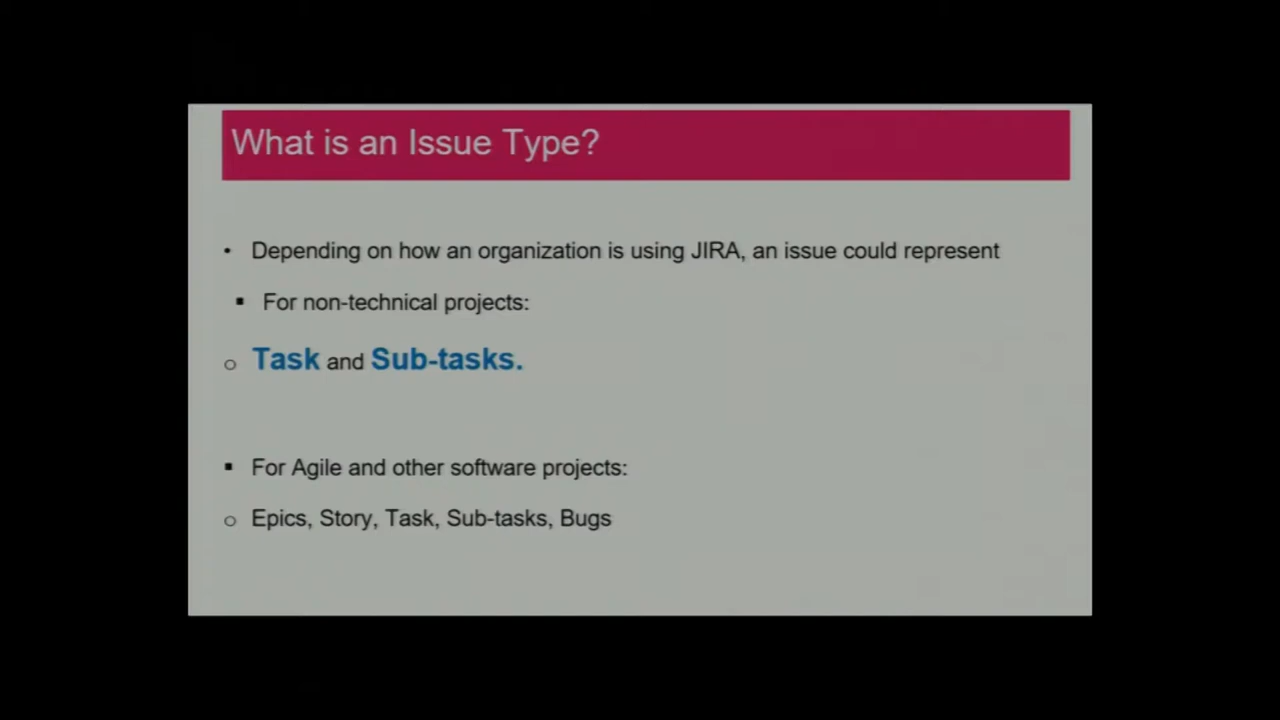 What is an Issue Type?
• Depending on how an organization is using JIRA, an issue could represent
▪ For non-technical projects:
o Task and Sub-tasks.
▪ For Agile and other software projects:
o Epics, Story, Task, Sub-tasks, Bugs